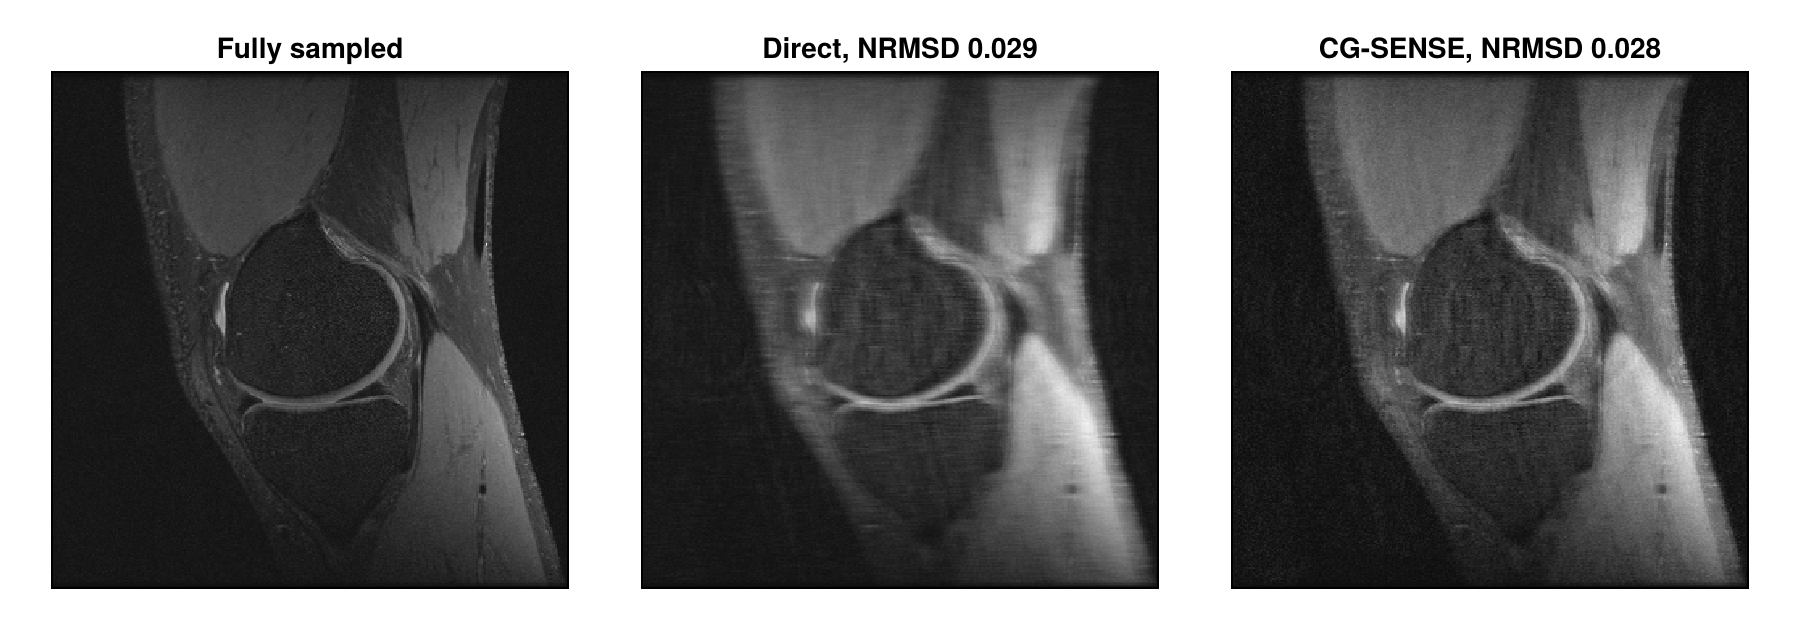 Fully sampled
Direct, NRMSD 0.029
CG-SENSE, NRMSD 0.028